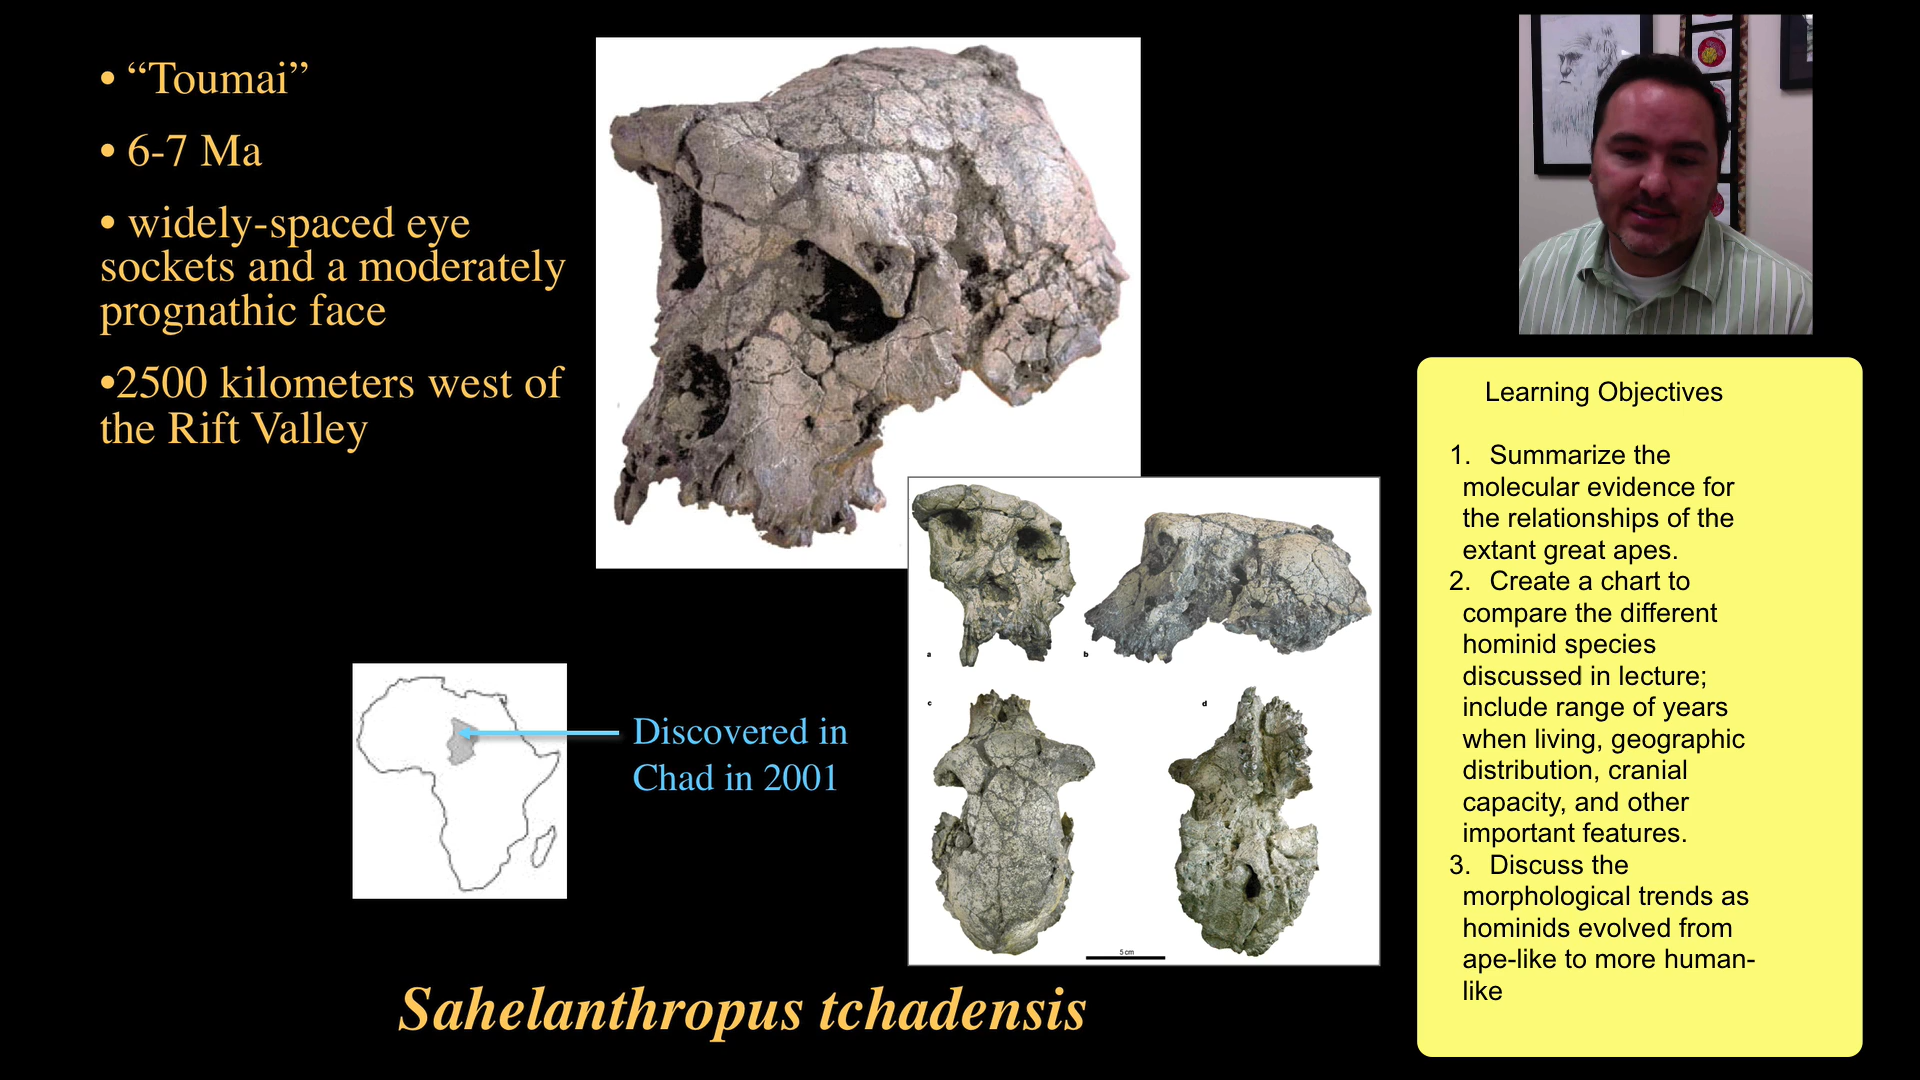 • “Toumai”
• 6-7 Ma
• widely-spaced eye
sockets and a moderately
prognathic face
•2500 kilometers west of
the Rift Valley
a
b
c
d
5 cm
Discovered in
Chad in 2001
Sahelanthropus tchadensis
Learning Objectives
1. Summarize the
molecular evidence for
the relationships of the
extant great apes.
2. Create a chart to
compare the different
hominid species
discussed in lecture;
include range of years
when living, geographic
distribution, cranial
capacity, and other
important features.
3. Discuss the
morphological trends as
hominids evolved from
ape-like to more human-
like